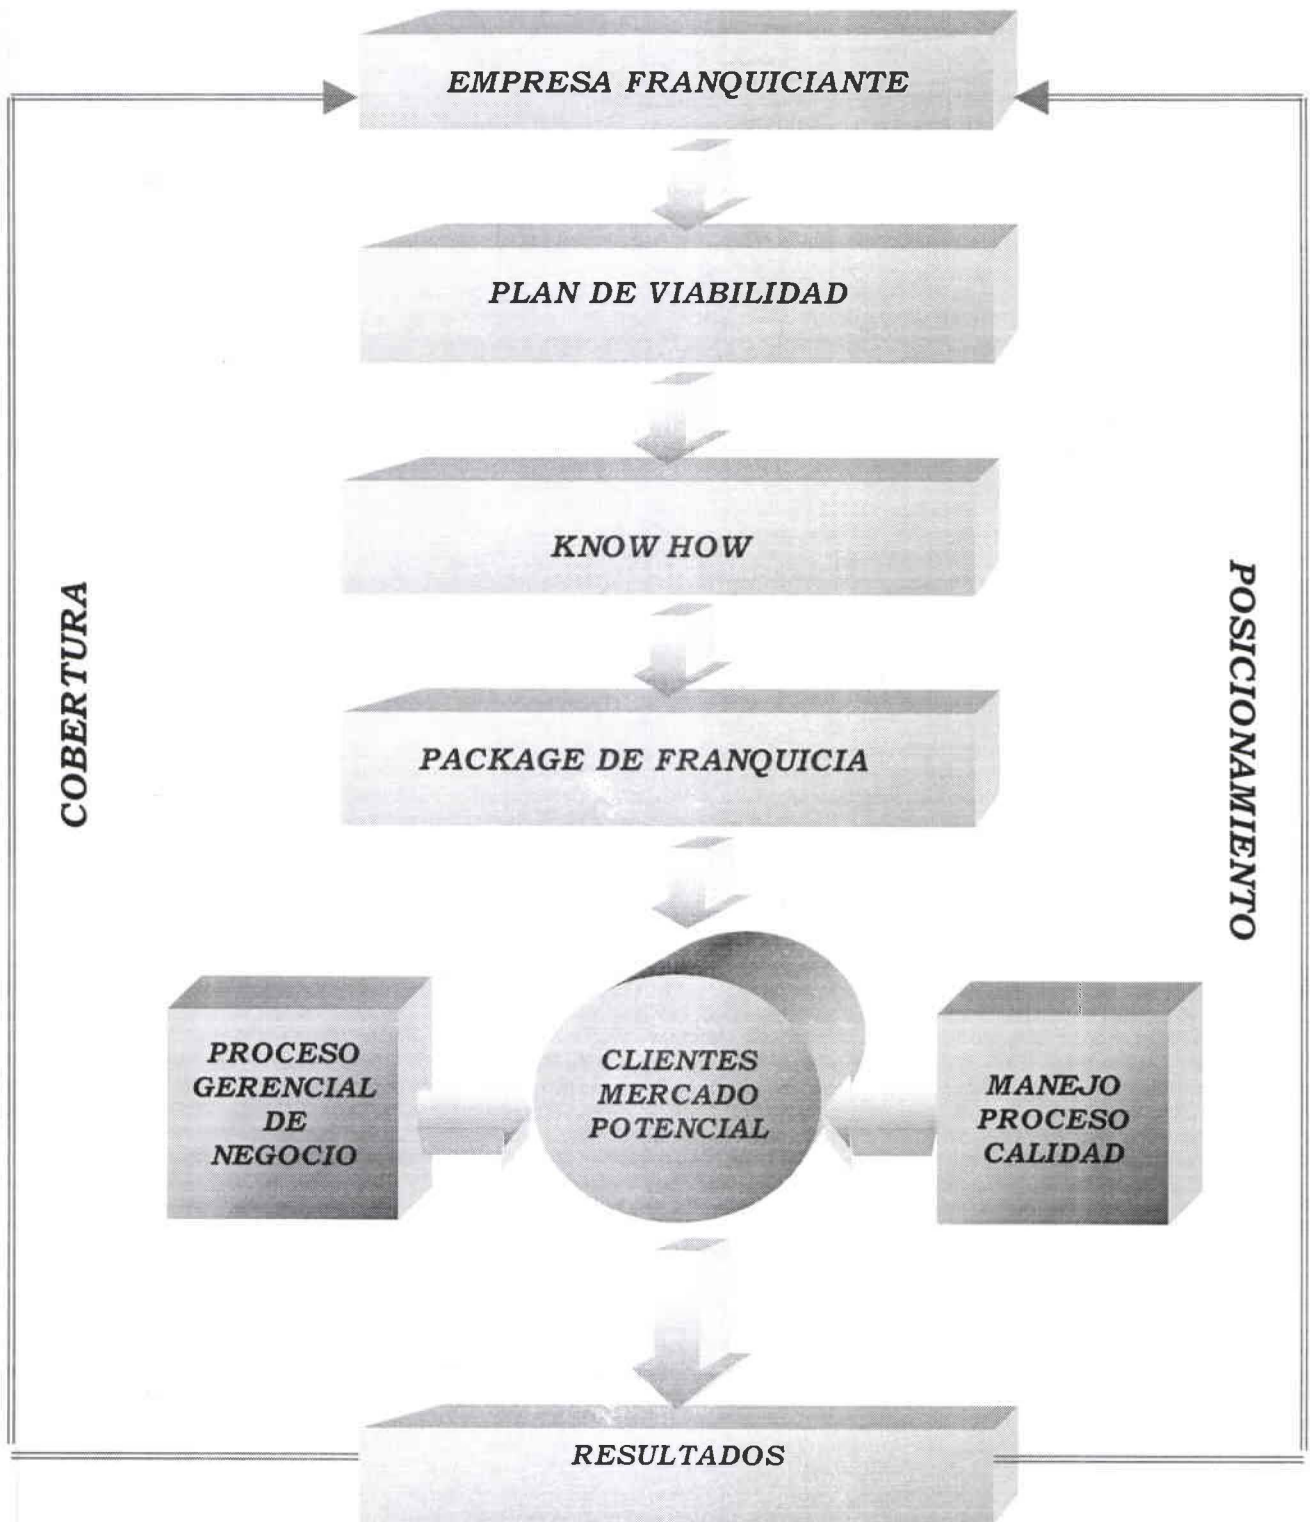 EMPRESA FRANQUICIANTE
PLAN DE VIABILIDAD
KNOW HOW
COBERTURA
POSICIONAMIENTO
PACKAGE DE FRANQUICIA
PROCESO
GERENCIAL
DE
NEGOCIO
CLIENTES
MERCADO
POTENCIAL
MANEJO
PROCESO
CALIDAD
RESULTADOS